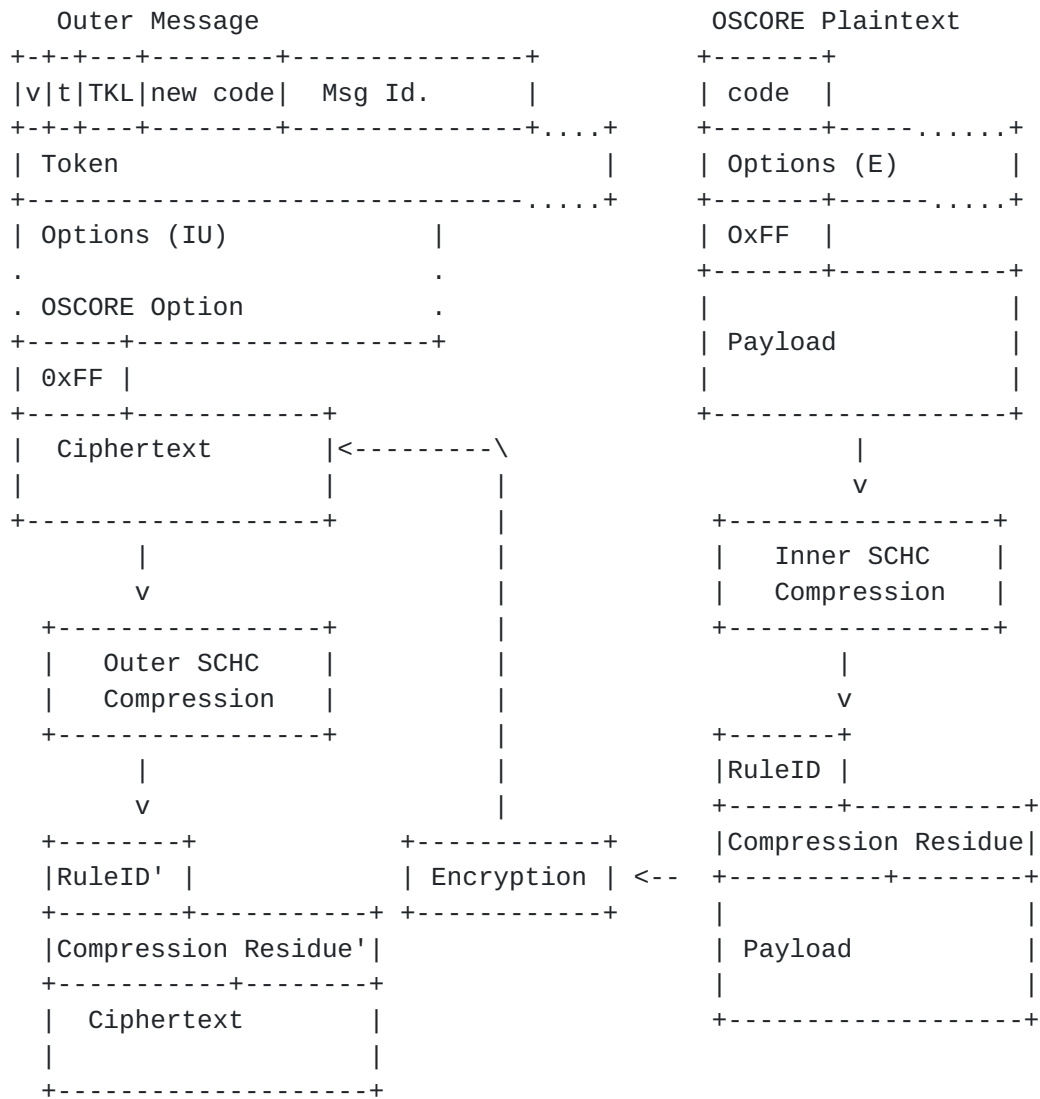 Outer Message OSCORE Plaintext
+-+-+---+--------+---------------+ +-------+
|v|t|TKL|new code| Msg Id. | | code |
+-+-+---+--------+---------------+....+ +-------+-----......+
| Token | | Options (E) |
+--------------------------------.....+ +-------+------.....+
| Options (IU) | | OxFF |
. . +-------+-----------+
. OSCORE Option . | |
+------+-------------------+ | Payload |
| 0xFF | | |
+------+------------+ +-------------------+
| Ciphertext |<---------\ |
| | | v
+-------------------+ | +-----------------+
| | | Inner SCHC |
v | | Compression |
+-----------------+ | +-----------------+
| Outer SCHC | | |
| Compression | | v
+-----------------+ | +-------+
| | |RuleID |
v | +-------+-----------+
+--------+ +------------+ |Compression Residue|
|RuleID' | | Encryption | <-- +----------+--------+
+--------+-----------+ +------------+ | |
|Compression Residue'| | Payload |
+-----------+--------+ | |
| Ciphertext | +-------------------+
| |
+--------------------+